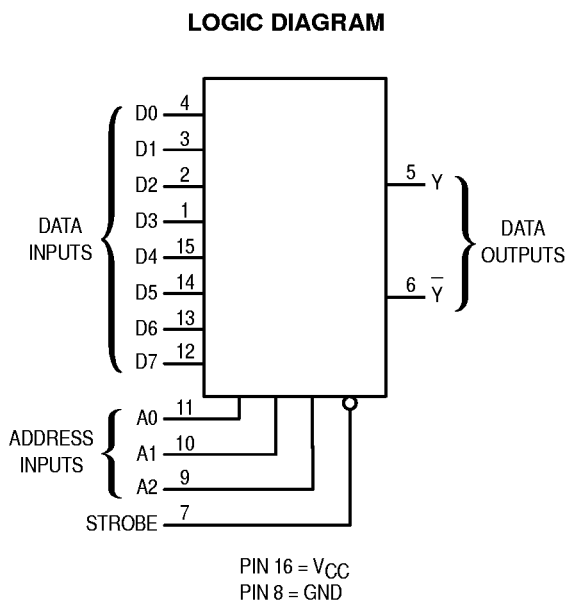 LOGIC DIAGRAM
DATA
INPUTS
D0 4
D1 3
D2 2
D3 1
D4 15
D5 14
D6 13
D7 12
5 Y
6 Y̅
DATA
OUTPUTS
ADDRESS
INPUTS
A0 11
A1 10
A2 9
STROBE 7
PIN 16 = VCC
PIN 8 = GND